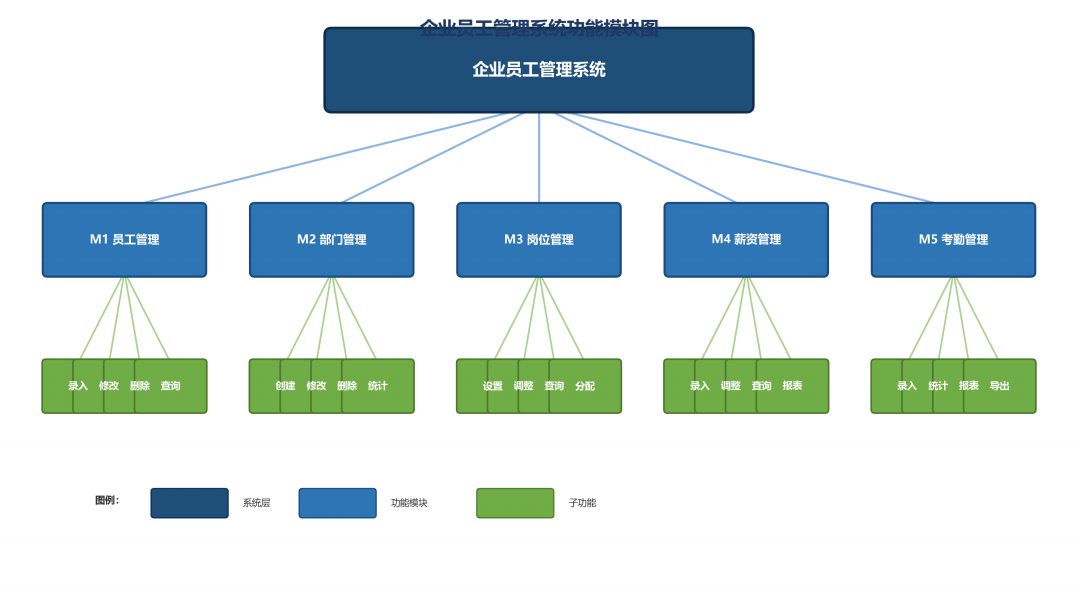 企业员工管理系统功能模块图
企业员工管理系统
M1 员工管理
M2 部门管理
M3 岗位管理
M4 薪资管理
M5 考勤管理
录入 修改 删除 查询
创建 修改 删除 统计
设置 调整 查询 分配
录入 调整 查询 报表
录入 统计 报表 导出
图例：
系统层
功能模块
子功能